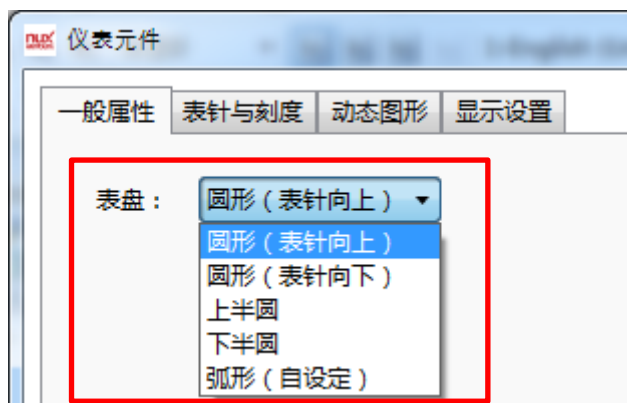 仪表元件
一般属性 表针与刻度 动态图形 显示设置
表盘： 圆形（表针向上）
圆形（表针向上）
圆形（表针向下）
上半圆
下半圆
弧形（自设定）